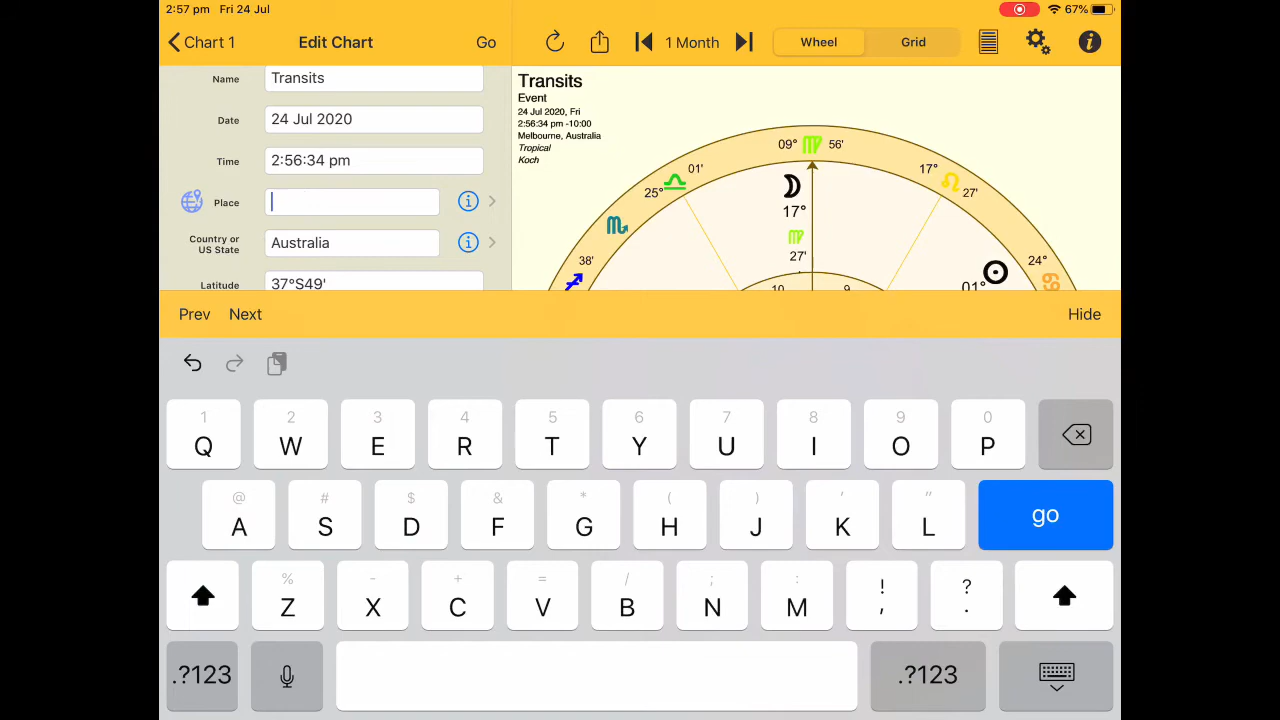 2:57 pm Fri 24 Jul
67%
Chart 1 Edit Chart Go
1 Month
Wheel Grid
Name Transits
Date 24 Jul 2020
Time 2:56:34 pm
Place
Country or
US State
Australia
Latitude 37°S49'
Transits
Event
24 Jul 2020, Fri
2:56:34 pm -10:00
Melbourne, Australia
Tropical
Koch
09° 56'
25° 01'
17° 27'
38'
24°
17°
27'
01°
10 9
Prev Next Hide
1 2 3 4 5 6 7 8 9 0
Q W E R T Y U I O P
@ # $ & * ( ) ' "
A S D F G H J K L go
% - + = / ; : ! ?
Z X C V B N M , .
.?123 .?123